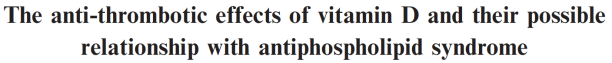 The anti-thrombotic effects of vitamin D and their possible
relationship with antiphospholipid syndrome